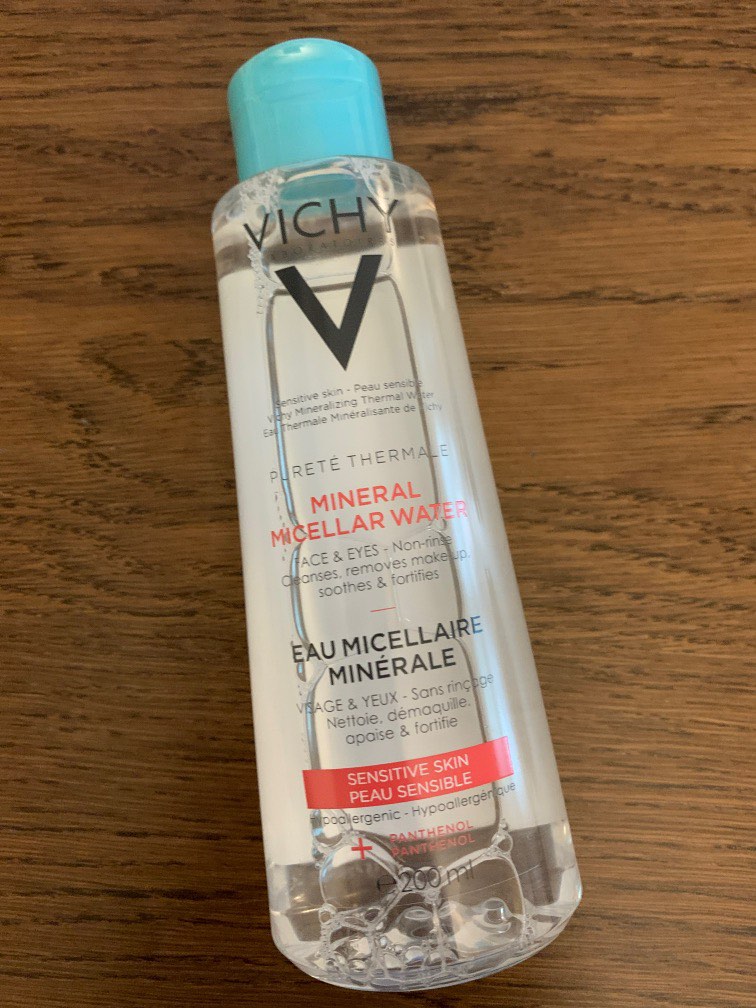 VICHY
LABORATOIRES
V
Sensitive skin - Peau sensible
Vichy Mineralizing Thermal Water
Eau Thermale Minéralisante de Vichy
PURETÉ THERMALE
MINERAL
MICELLAR WATER
FACE & EYES - Non-rinse
Cleanses, removes make-up,
soothes & fortifies
EAU MICELLAIRE
MINÉRALE
VISAGE & YEUX - Sans rinçage
Nettoie, démaquille,
apaise & fortifie
SENSITIVE SKIN
PEAU SENSIBLE
Hypoallergenic - Hypoallergénique
+ PANTHENOL
PANTHENOL
e 200 ml